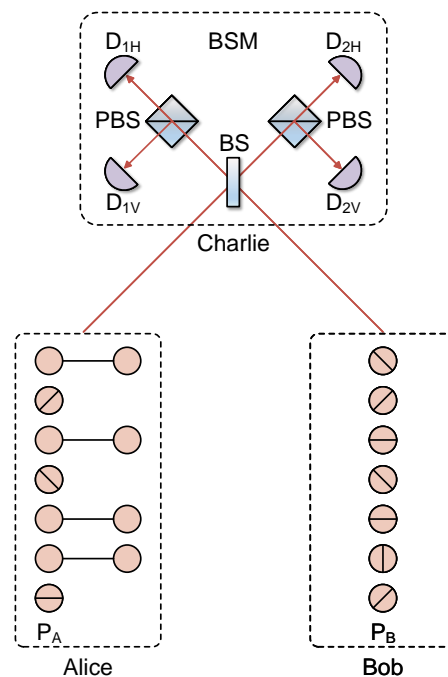 D1H BSM D2H
PBS BS PBS
D1V D2V
Charlie
PA PB
Alice Bob